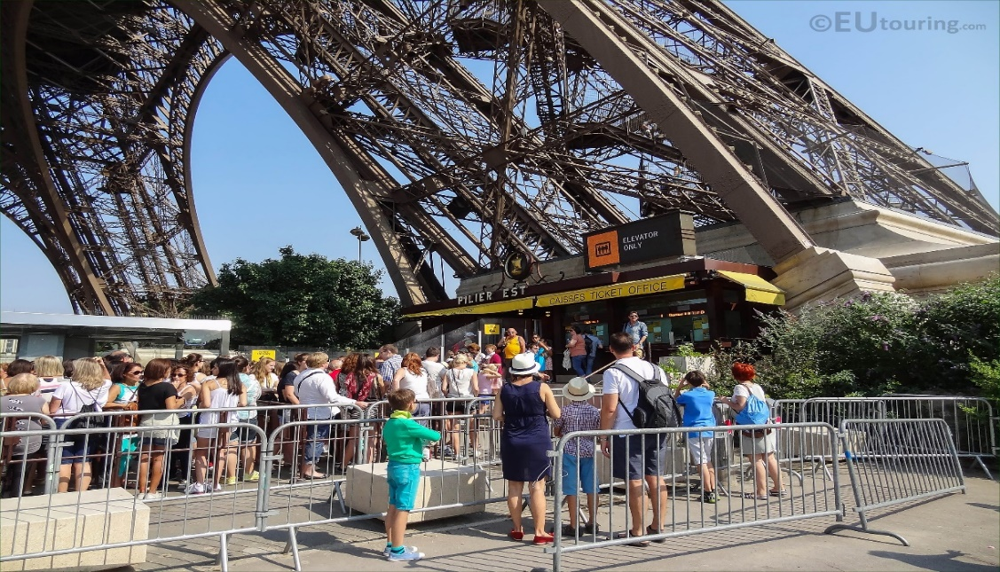 ©EUtouring.com
ELEVATOR
ONLY
PILIER EST
CAISSES TICKET OFFICE